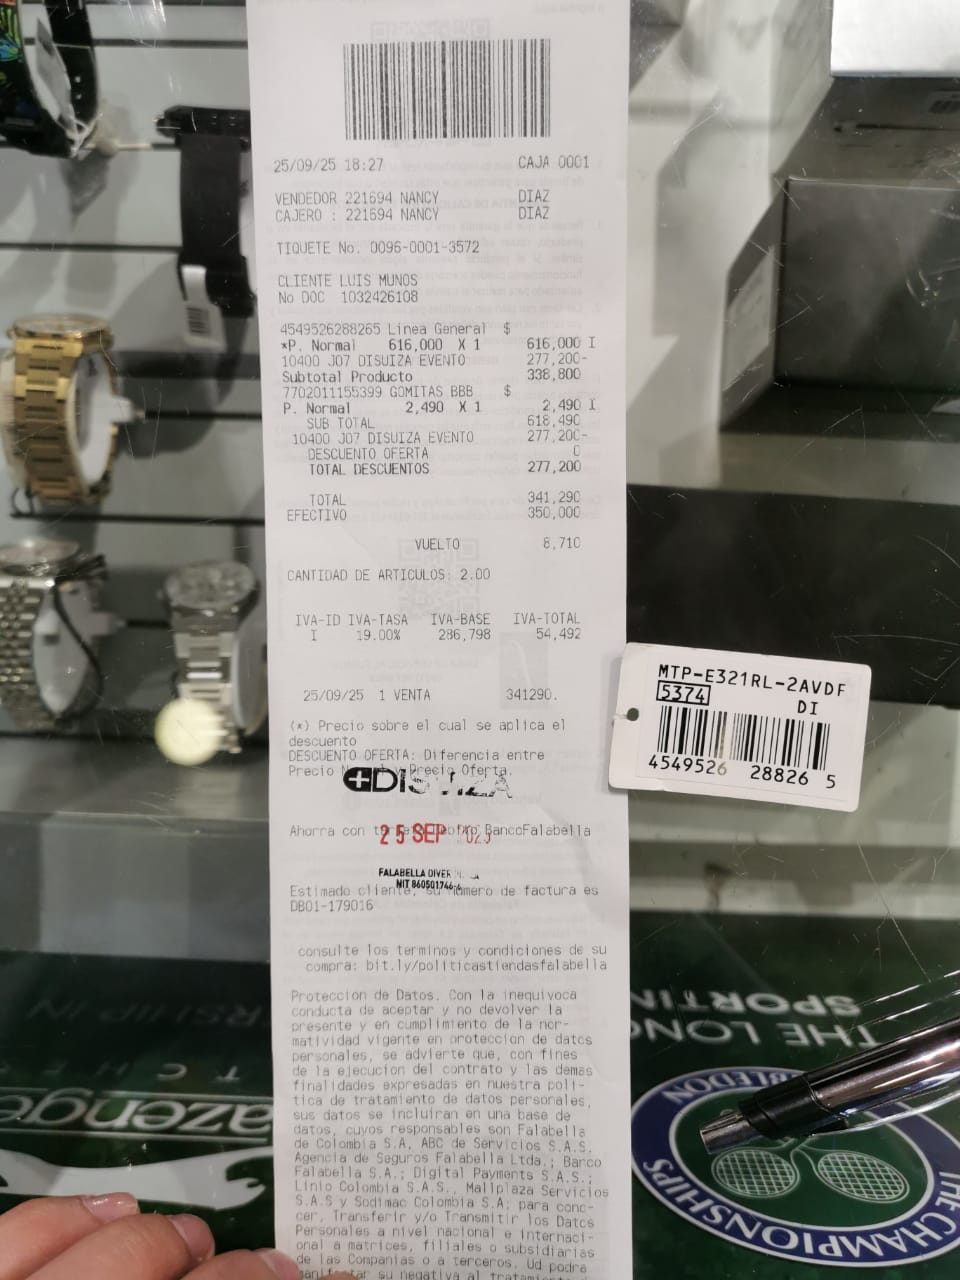 25/09/25 18:27 CAJA 0001
VENDEDOR 221694 NANCY DIAZ
CAJERO : 221694 NANCY DIAZ
TIQUETE No. 0096-0001-3572
CLIENTE LUIS MUNOS
No DOC 1032426108
4549526288265 Linea General $
*P. Normal 616,000 X 1 616,000 I
10400 J07 DISUIZA EVENTO 277,200-
Subtotal Producto 338,800
7702011155399 GOMITAS BBB $
P. Normal 2,490 X 1 2,490 I
SUB TOTAL 618,490
10400 J07 DISUIZA EVENTO 277,200-
DESCUENTO OFERTA 0
TOTAL DESCUENTOS 277,200
TOTAL 341,290
EFECTIVO 350,000
VUELTO 8,710
CANTIDAD DE ARTICULOS: 2.00
IVA-ID IVA-TASA IVA-BASE IVA-TOTAL
I 19.00% 286,798 54,492
25/09/25 1 VENTA 341290.
(*) Precio sobre el cual se aplica el
descuento
DESCUENTO OFERTA: Diferencia entre
Precio Precio Oferta.
Ahorra con BancoFalabella
25 SEP
FALABELLA
NIT 860501746-
Estimado cliente, su número de factura es
DB01-179016
consulte los terminos y condiciones de su
compra: bit.ly/politicastiendasfalabella
Proteccion de Datos. Con la inequivoca
conducta de aceptar y no devolver la
presente y en cumplimiento de la nor-
matividad vigente en proteccion de datos
personales, se advierte que, con fines
de la ejecucion del contrato y las demas
finalidades expresadas en nuestra poli-
tica de tratamiento de datos personales,
sus datos se incluiran en una base de
datos, cuyos responsables son Falabella
de Colombia S.A, ABC de Servicios S.A.S.
Agencia de Seguros Falabella Ltda.; Banco
Falabella S.A.; Digital Payments S.A.S.;
Linio Colombia S.A.S., Mallplaza Servicios
S.A.S y Sodimac Colombia S.A; para cono-
cer, Transferir y/o Transmitir los Datos
Personales a nivel nacional e internaci-
onal a matrices, filiales o subsidiarias
de las Companias o a terceros. Ud podra
manifestar su negativa al
MTP-E321RL-2AVDF
5374 DI
4549526 28826 5
THE LONG
SPORTIN
THE CHAMPIONSHIPS